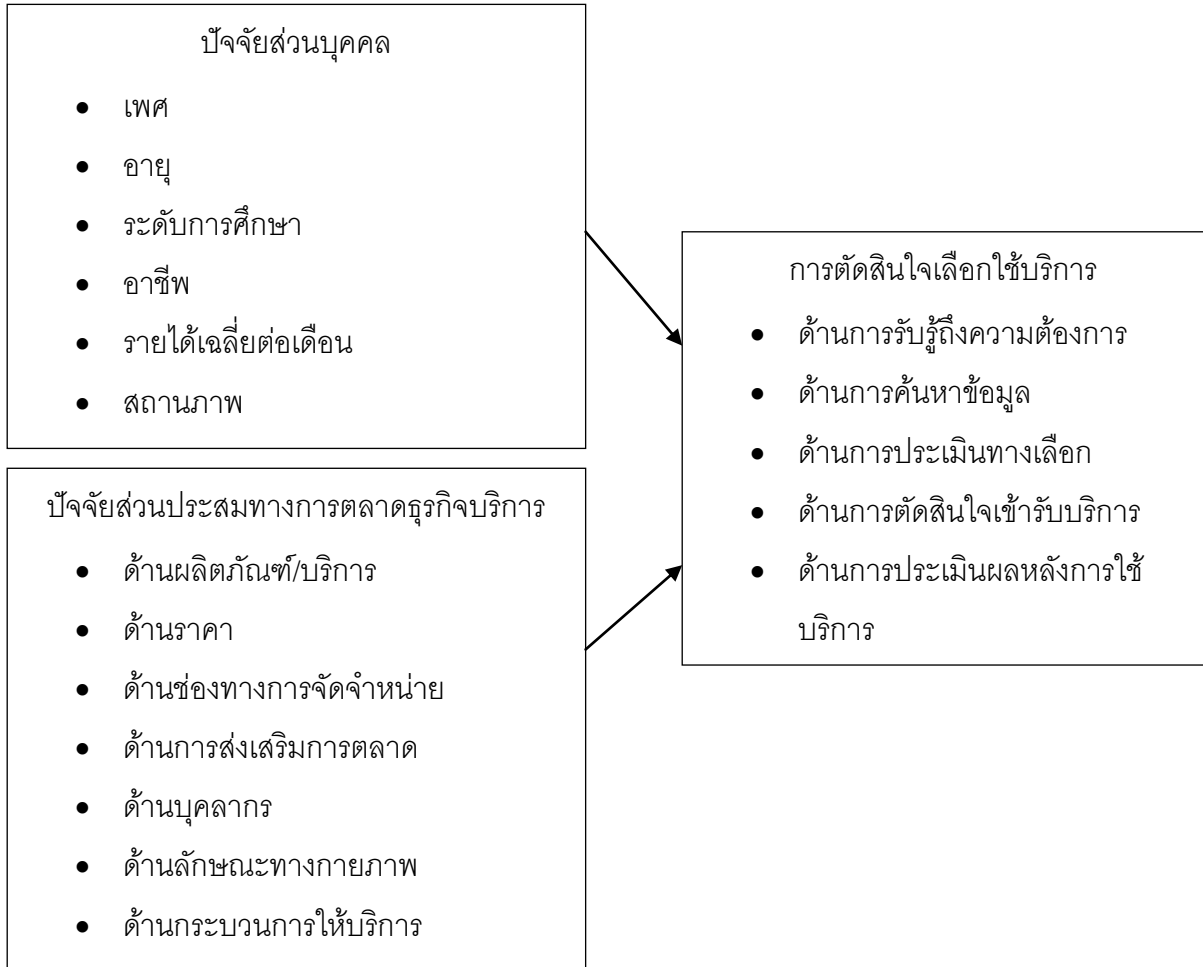 ปัจจัยส่วนบุคคล
• เพศ
• อายุ
• ระดับการศึกษา
• อาชีพ
• รายได้เฉลี่ยต่อเดือน
• สถานภาพ
ปัจจัยส่วนประสมทางการตลาดธุรกิจบริการ
• ด้านผลิตภัณฑ์/บริการ
• ด้านราคา
• ด้านช่องทางการจัดจำหน่าย
• ด้านการส่งเสริมการตลาด
• ด้านบุคลากร
• ด้านลักษณะทางกายภาพ
• ด้านกระบวนการให้บริการ
การตัดสินใจเลือกใช้บริการ
• ด้านการรับรู้ถึงความต้องการ
• ด้านการค้นหาข้อมูล
• ด้านการประเมินทางเลือก
• ด้านการตัดสินใจเข้ารับบริการ
• ด้านการประเมินผลหลังการใช้
บริการ